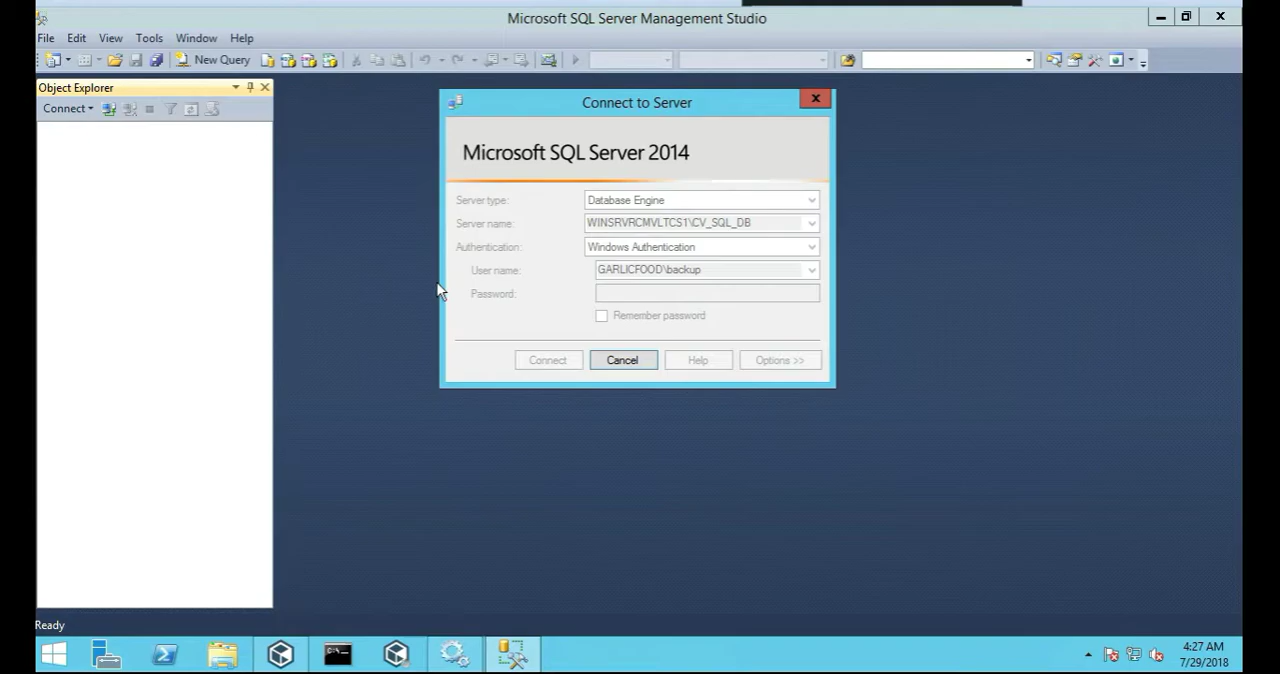 Microsoft SQL Server Management Studio
File Edit View Tools Window Help
New Query
Object Explorer
Connect
Connect to Server
Microsoft SQL Server 2014
Server type: Database Engine
Server name: WINSRVRCMVLTCS1\CV_SQL_DB
Authentication: Windows Authentication
User name: GARLICFOOD\backup
Password:
Remember password
Connect Cancel Help Options >>
Ready
4:27 AM
7/29/2018